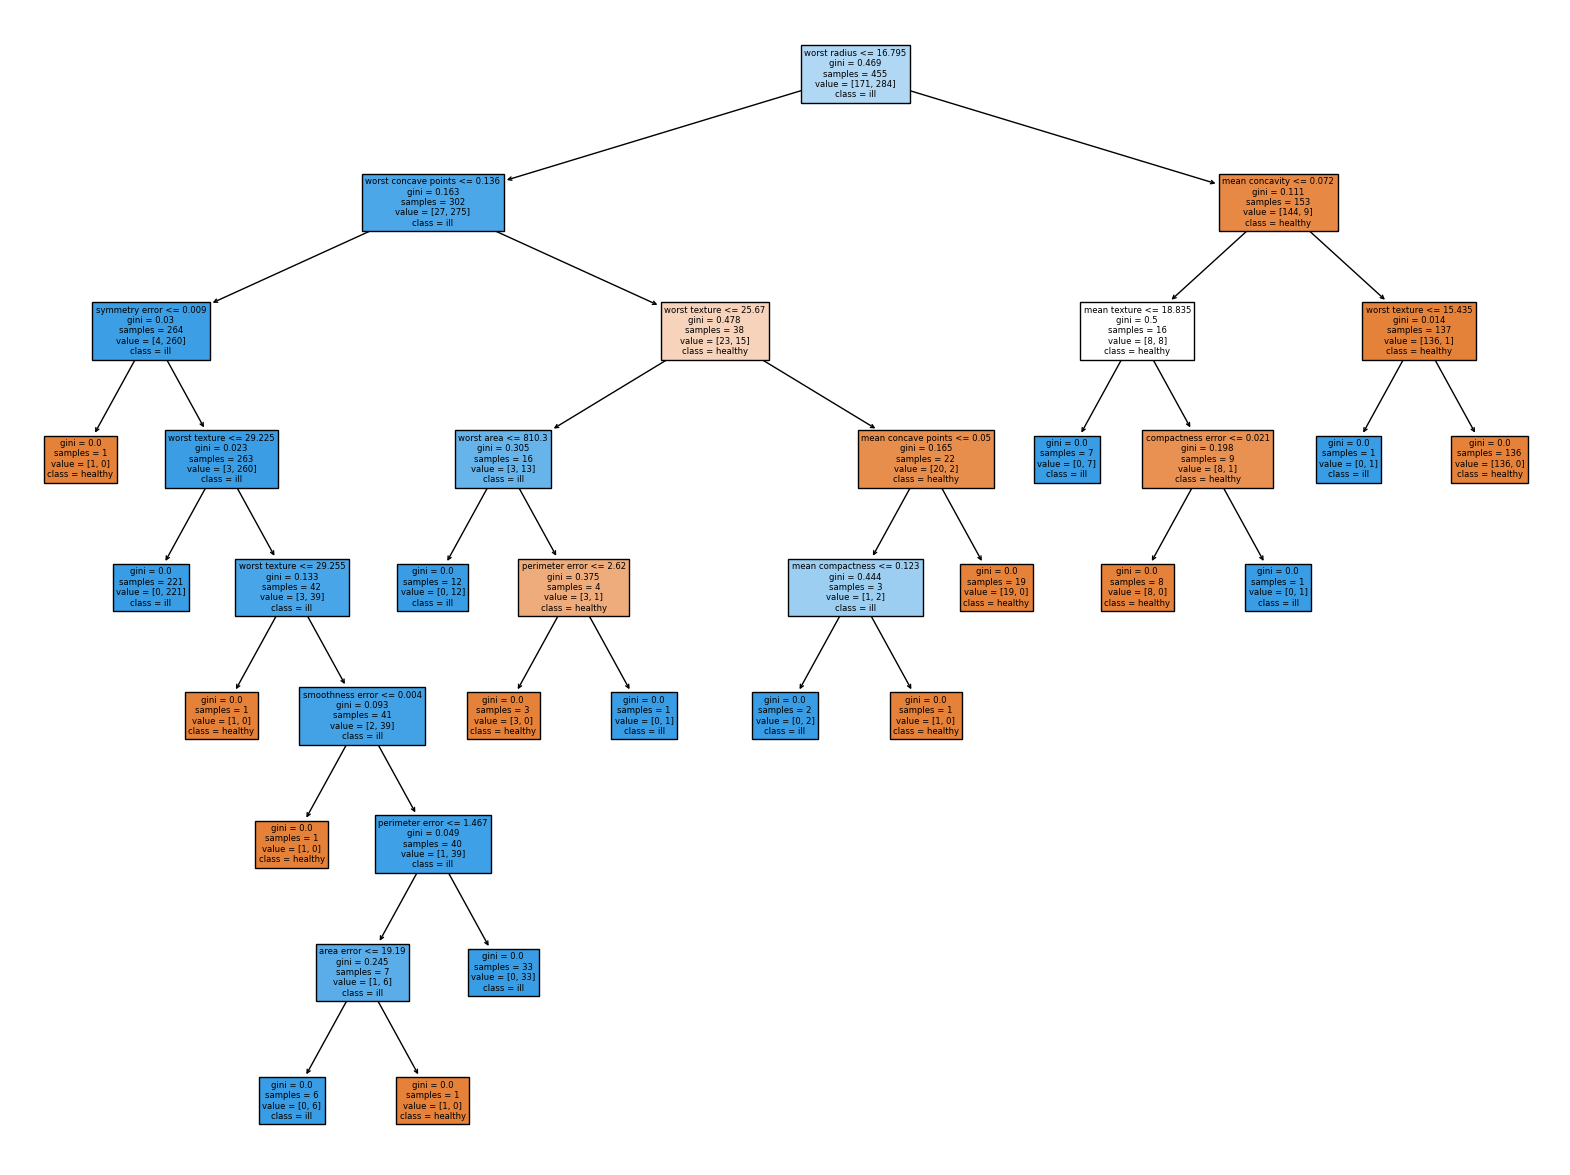 worst radius <= 16.795
gini = 0.469
samples = 455
value = [171, 284]
class = ill
worst concave points <= 0.136
gini = 0.163
samples = 302
value = [27, 275]
class = ill
mean concavity <= 0.072
gini = 0.111
samples = 153
value = [144, 9]
class = healthy
symmetry error <= 0.009
gini = 0.03
samples = 264
value = [4, 260]
class = ill
worst texture <= 25.67
gini = 0.478
samples = 38
value = [23, 15]
class = healthy
mean texture <= 18.835
gini = 0.5
samples = 16
value = [8, 8]
class = healthy
worst texture <= 15.435
gini = 0.014
samples = 137
value = [136, 1]
class = healthy
gini = 0.0
samples = 1
value = [1, 0]
class = healthy
worst texture <= 29.225
gini = 0.023
samples = 263
value = [3, 260]
class = ill
worst area <= 810.3
gini = 0.305
samples = 16
value = [3, 13]
class = ill
mean concave points <= 0.05
gini = 0.165
samples = 22
value = [20, 2]
class = healthy
gini = 0.0
samples = 7
value = [0, 7]
class = ill
compactness error <= 0.021
gini = 0.198
samples = 9
value = [8, 1]
class = healthy
gini = 0.0
samples = 1
value = [0, 1]
class = ill
gini = 0.0
samples = 136
value = [136, 0]
class = healthy
gini = 0.0
samples = 221
value = [0, 221]
class = ill
worst texture <= 29.255
gini = 0.133
samples = 42
value = [3, 39]
class = ill
gini = 0.0
samples = 12
value = [0, 12]
class = ill
perimeter error <= 2.62
gini = 0.375
samples = 4
value = [3, 1]
class = healthy
mean compactness <= 0.123
gini = 0.444
samples = 3
value = [1, 2]
class = ill
gini = 0.0
samples = 19
value = [19, 0]
class = healthy
gini = 0.0
samples = 8
value = [8, 0]
class = healthy
gini = 0.0
samples = 1
value = [0, 1]
class = ill
gini = 0.0
samples = 1
value = [1, 0]
class = healthy
smoothness error <= 0.004
gini = 0.093
samples = 41
value = [2, 39]
class = ill
gini = 0.0
samples = 3
value = [3, 0]
class = healthy
gini = 0.0
samples = 1
value = [0, 1]
class = ill
gini = 0.0
samples = 2
value = [0, 2]
class = ill
gini = 0.0
samples = 1
value = [1, 0]
class = healthy
gini = 0.0
samples = 1
value = [1, 0]
class = healthy
perimeter error <= 1.467
gini = 0.049
samples = 40
value = [1, 39]
class = ill
area error <= 19.19
gini = 0.245
samples = 7
value = [1, 6]
class = ill
gini = 0.0
samples = 33
value = [0, 33]
class = ill
gini = 0.0
samples = 6
value = [0, 6]
class = ill
gini = 0.0
samples = 1
value = [1, 0]
class = healthy